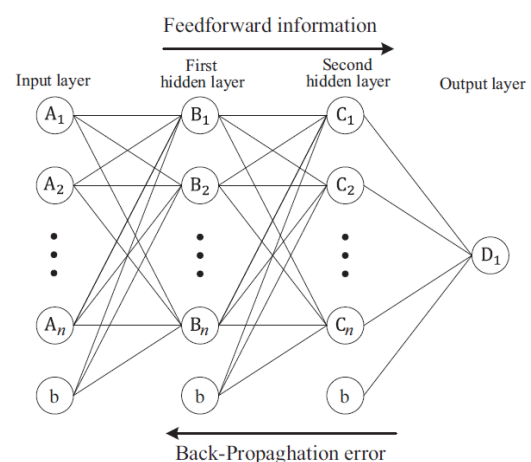 Feedforward information
Input layer
First
hidden layer
Second
hidden layer
Output layer
A₁ B₁ C₁
A₂ B₂ C₂
D₁
Aₙ Bₙ Cₙ
b b b
Back-Propaghation error